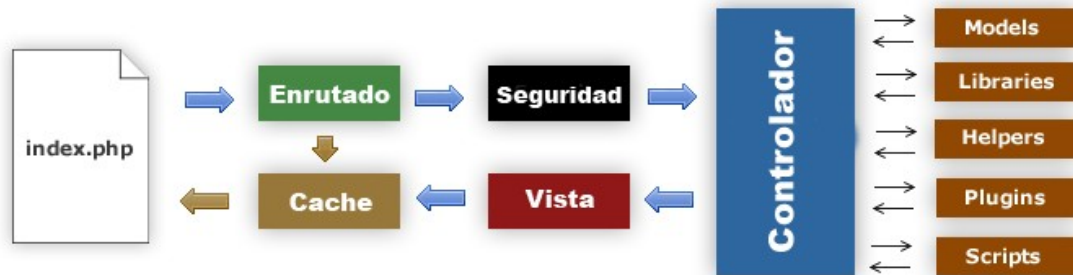 index.php
Enrutado
Seguridad
Cache
Vista
Controlador
Models
Libraries
Helpers
Plugins
Scripts